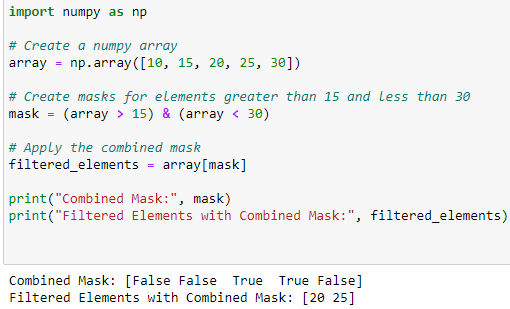 import numpy as np
# Create a numpy array
array = np.array([10, 15, 20, 25, 30])
# Create masks for elements greater than 15 and less than 30
mask = (array > 15) & (array < 30)
# Apply the combined mask
filtered_elements = array[mask]
print("Combined Mask:", mask)
print("Filtered Elements with Combined Mask:", filtered_elements)
Combined Mask: [False False  True  True False]
Filtered Elements with Combined Mask: [20 25]